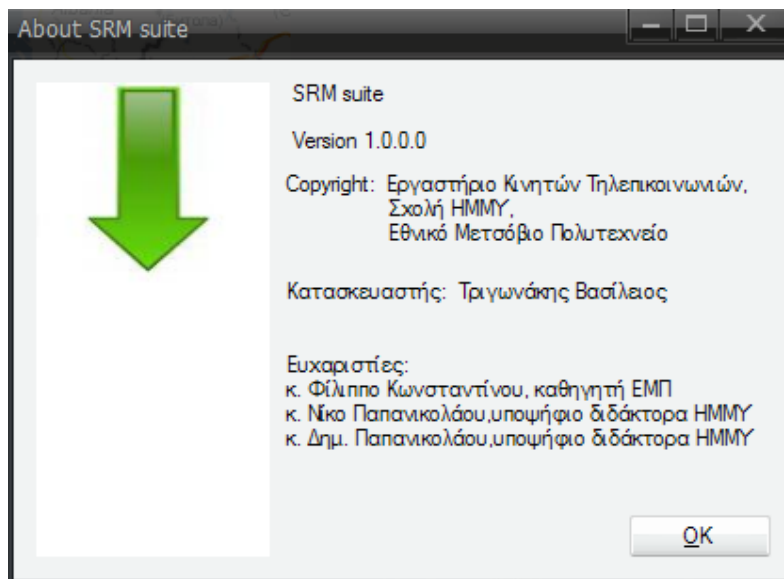 About SRM suite
SRM suite
Version 1.0.0.0
Copyright: Εργαστήριο Κινητών Τηλεπικοινωνιών,
Σχολή ΗΜΜΥ,
Εθνικό Μετσόβιο Πολυτεχνείο
Κατασκευαστής: Τριγωνάκης Βασίλειος
Ευχαριστίες:
κ. Φίλιππο Κωνσταντίνου, καθηγητή ΕΜΠ
κ. Νίκο Παπανικολάου,υποψήφιο διδάκτορα ΗΜΜΥ
κ. Δημ. Παπανικολάου,υποψήφιο διδάκτορα ΗΜΜΥ
OK